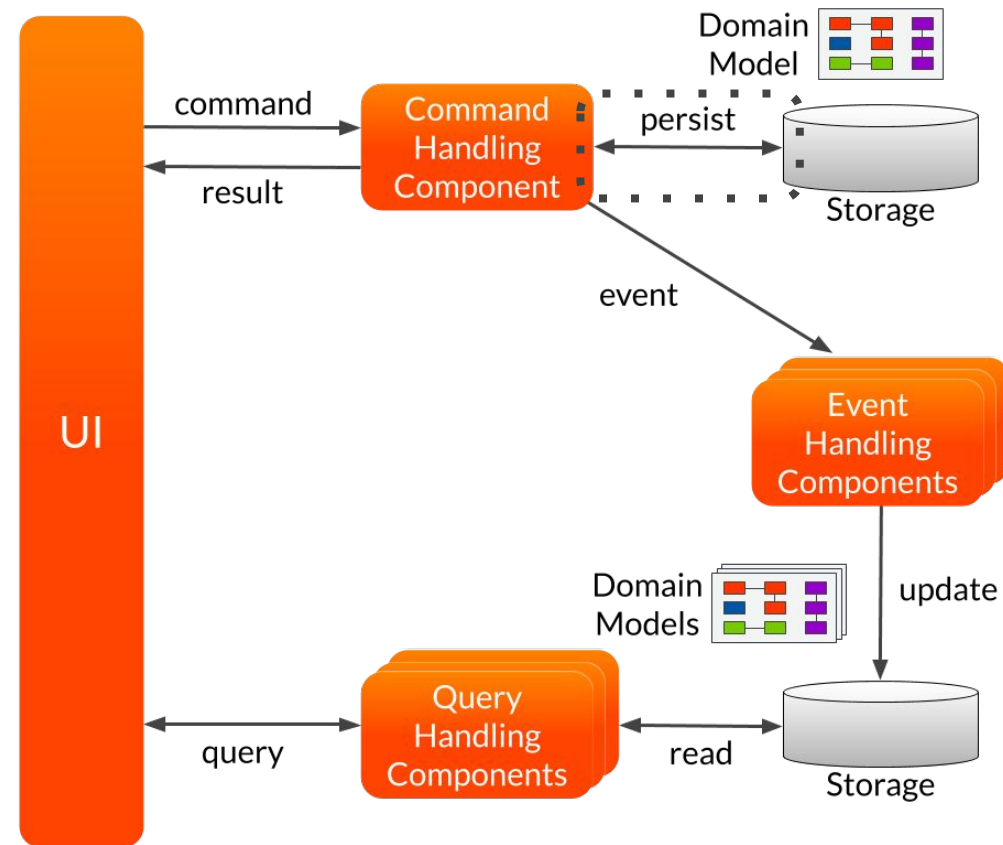 Domain
Model
command
Command
Handling
Component
persist
result
Storage
event
UI
Event
Handling
Components
Domain
Models
update
Query
Handling
Components
query
read
Storage